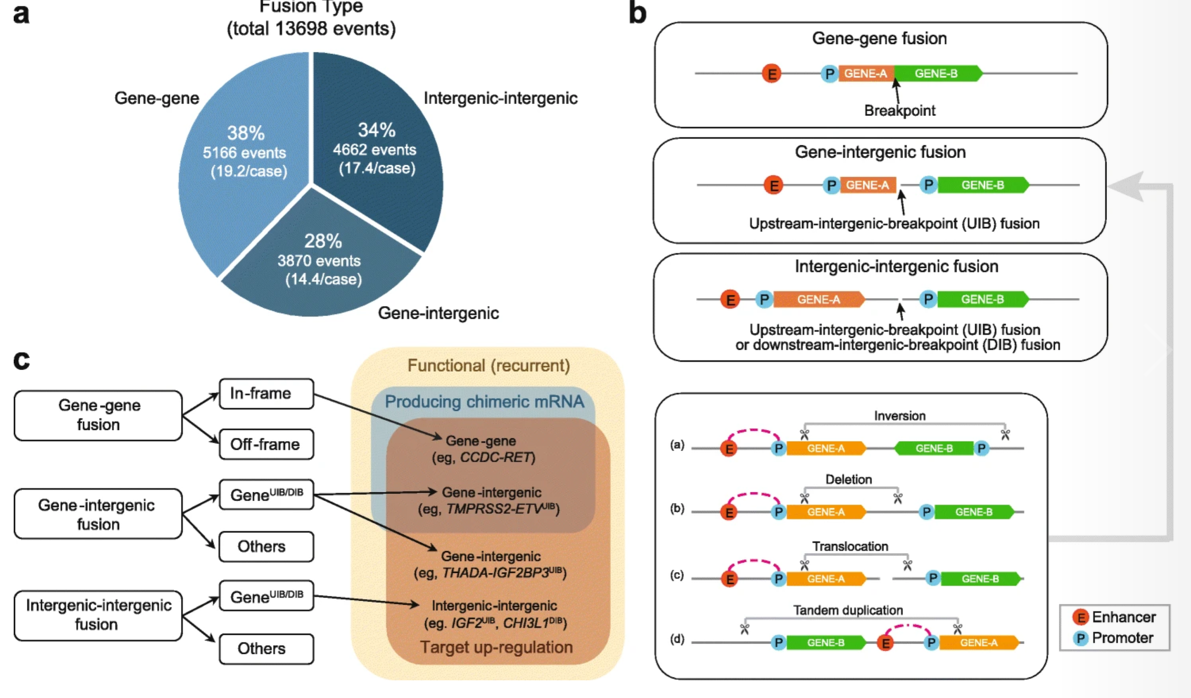 a
Fusion Type
(total 13698 events)
Gene-gene
Intergenic-intergenic
38%
5166 events
(19.2/case)
34%
4662 events
(17.4/case)
28%
3870 events
(14.4/case)
Gene-intergenic
b
Gene-gene fusion
E P GENE-A GENE-B
Breakpoint
Gene-intergenic fusion
E P GENE-A P GENE-B
Upstream-intergenic-breakpoint (UIB) fusion
Intergenic-intergenic fusion
E P GENE-A P GENE-B
Upstream-intergenic-breakpoint (UIB) fusion
or downstream-intergenic-breakpoint (DIB) fusion
Inversion
(a) E P GENE-A GENE-B P
Deletion
(b) E P GENE-A P GENE-B
Translocation
(c) E P GENE-A P GENE-B
Tandem duplication
(d) P GENE-B E P GENE-A
E Enhancer
P Promoter
c
Gene-gene
fusion
In-frame
Off-frame
Gene-intergenic
fusion
Gene^UIB/DIB
Others
Intergenic-intergenic
fusion
Gene^UIB/DIB
Others
Functional (recurrent)
Producing chimeric mRNA
Gene-gene
(eg, CCDC-RET)
Gene-intergenic
(eg, TMPRSS2-ETV^UIB)
Gene-intergenic
(eg, THADA-IGF2BP3^UIB)
Intergenic-intergenic
(eg. IGF2^UIB, CHI3L1^DIB)
Target up-regulation